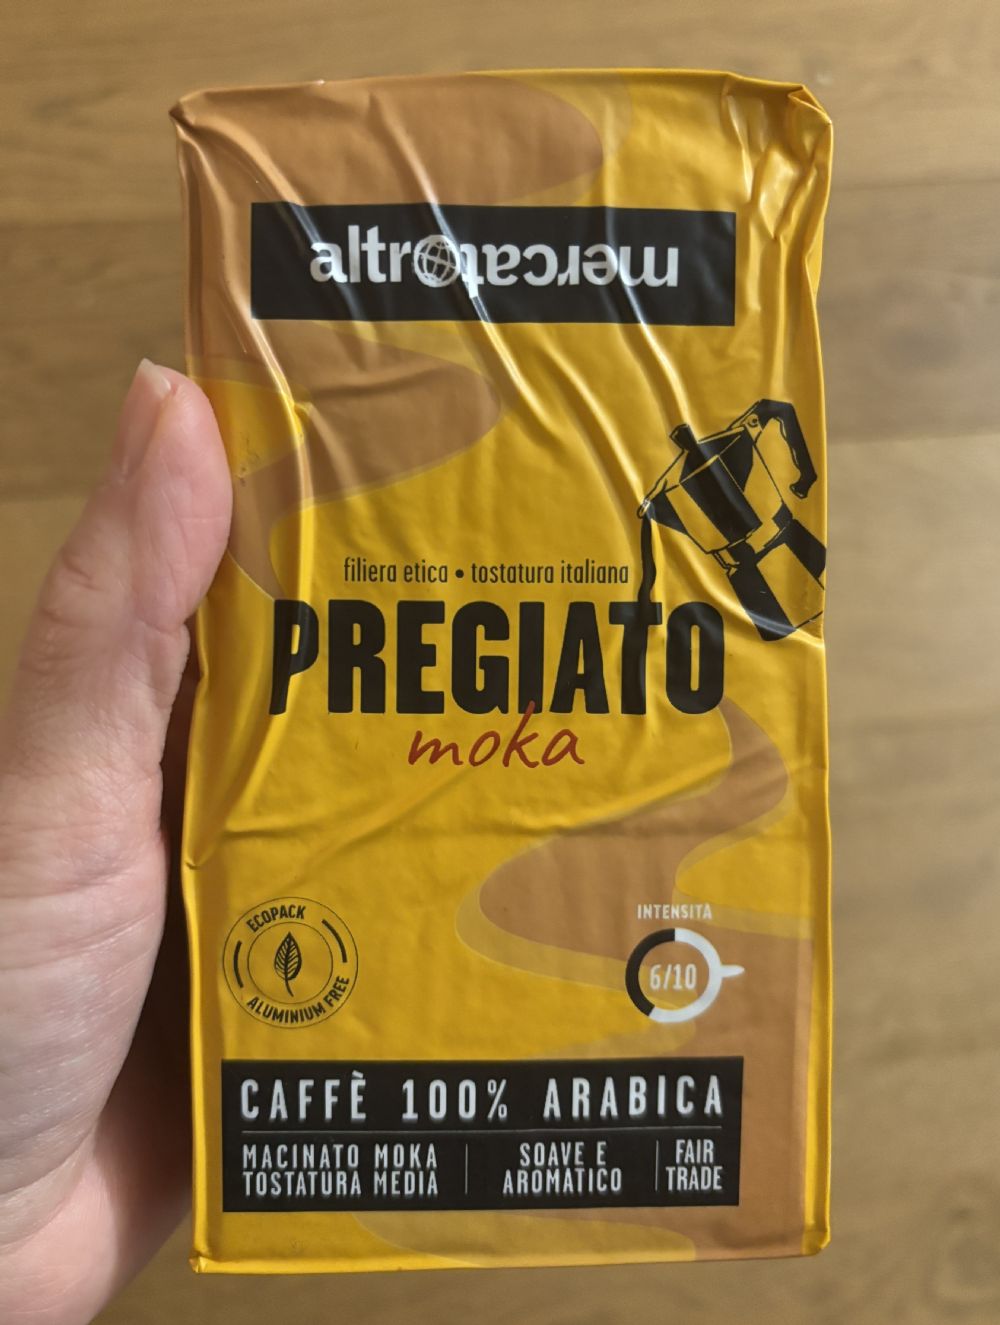 altromercato
filiera etica • tostatura italiana
PREGIATO
moka
ECOPACK
ALUMINIUM FREE
INTENSITÀ
6/10
CAFFÈ 100% ARABICA
MACINATO MOKA
TOSTATURA MEDIA
SOAVE E
AROMATICO
FAIR
TRADE